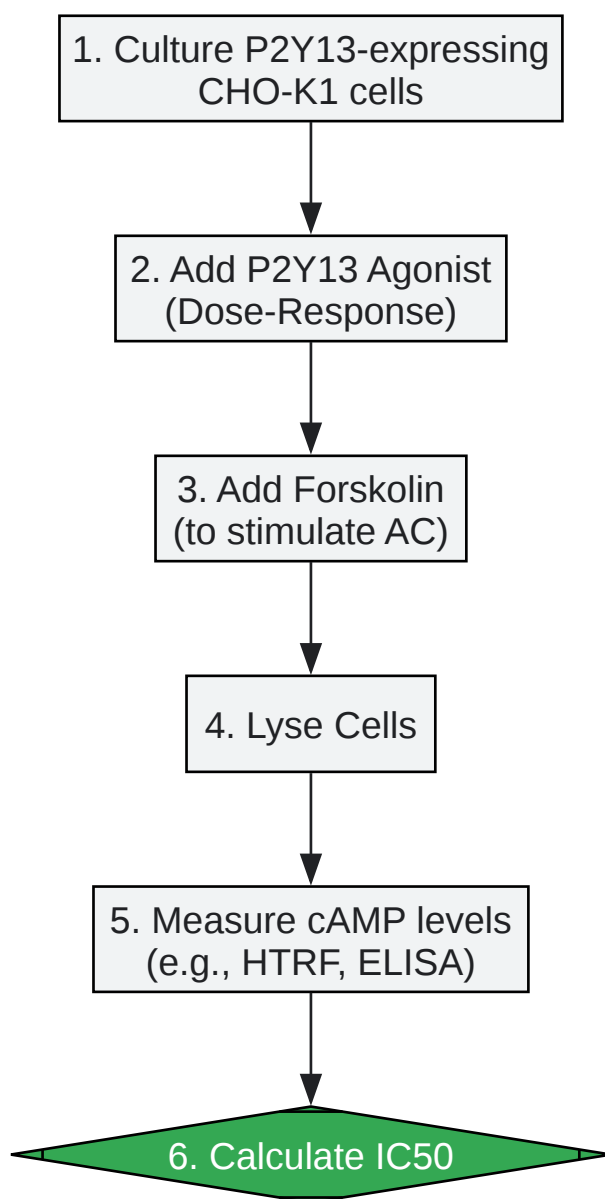 1. Culture P2Y13-expressing
CHO-K1 cells
2. Add P2Y13 Agonist
(Dose-Response)
3. Add Forskolin
(to stimulate AC)
4. Lyse Cells
5. Measure cAMP levels
(e.g., HTRF, ELISA)
6. Calculate IC50